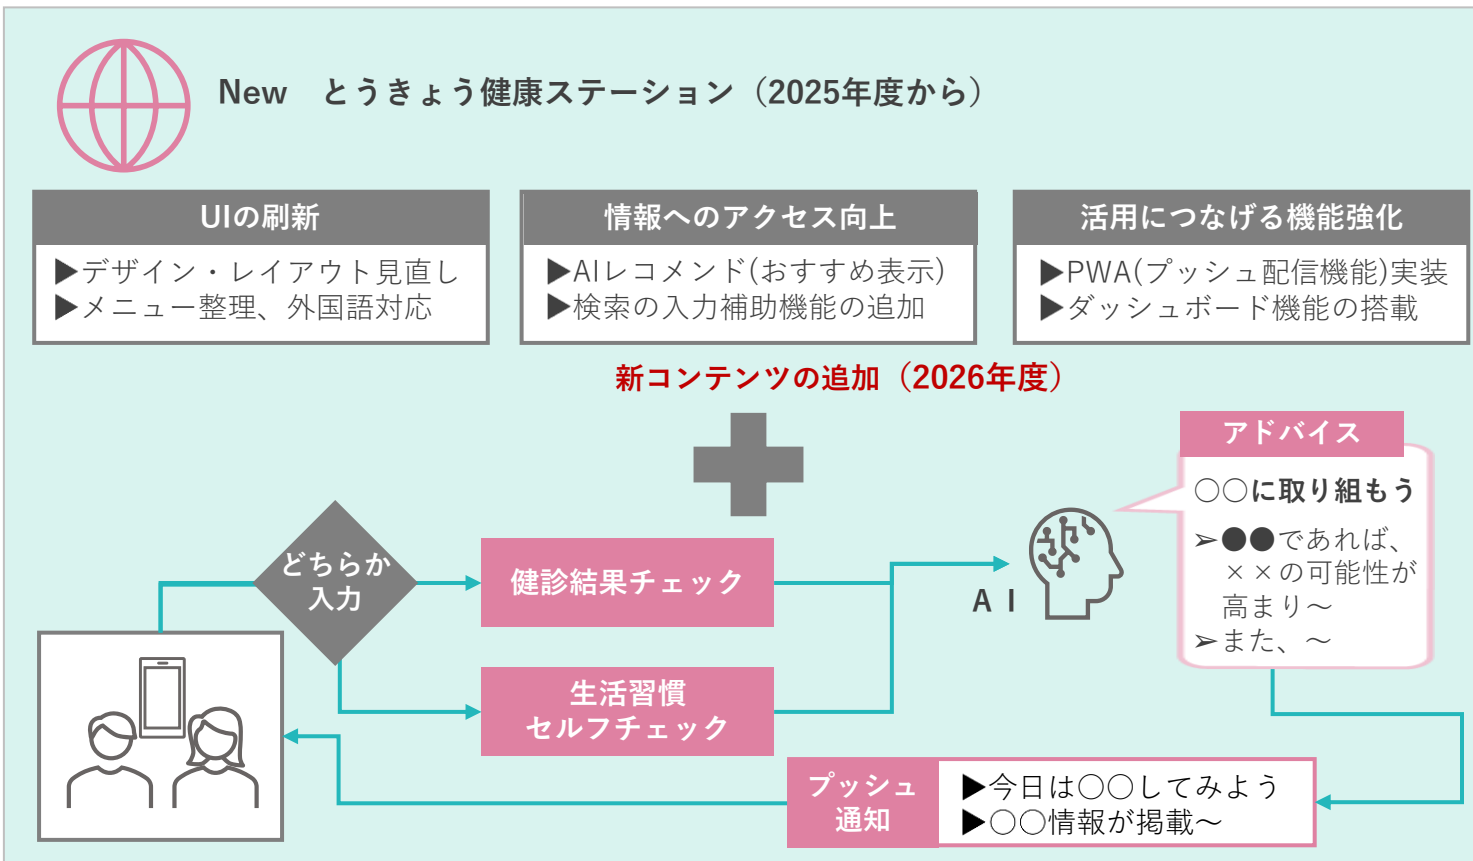 New　とうきょう健康ステーション（2025年度から）
UIの刷新
▶デザイン・レイアウト見直し
▶メニュー整理、外国語対応
情報へのアクセス向上
▶AIレコメンド(おすすめ表示)
▶検索の入力補助機能の追加
活用につなげる機能強化
▶PWA(プッシュ配信機能)実装
▶ダッシュボード機能の搭載
新コンテンツの追加（2026年度）
どちらか
入力
健診結果チェック
生活習慣
セルフチェック
ＡＩ
アドバイス
○○に取り組もう
➢●●であれば、
××の可能性が
高まり～
➢また、～
プッシュ
通知
▶今日は○○してみよう
▶○○情報が掲載～